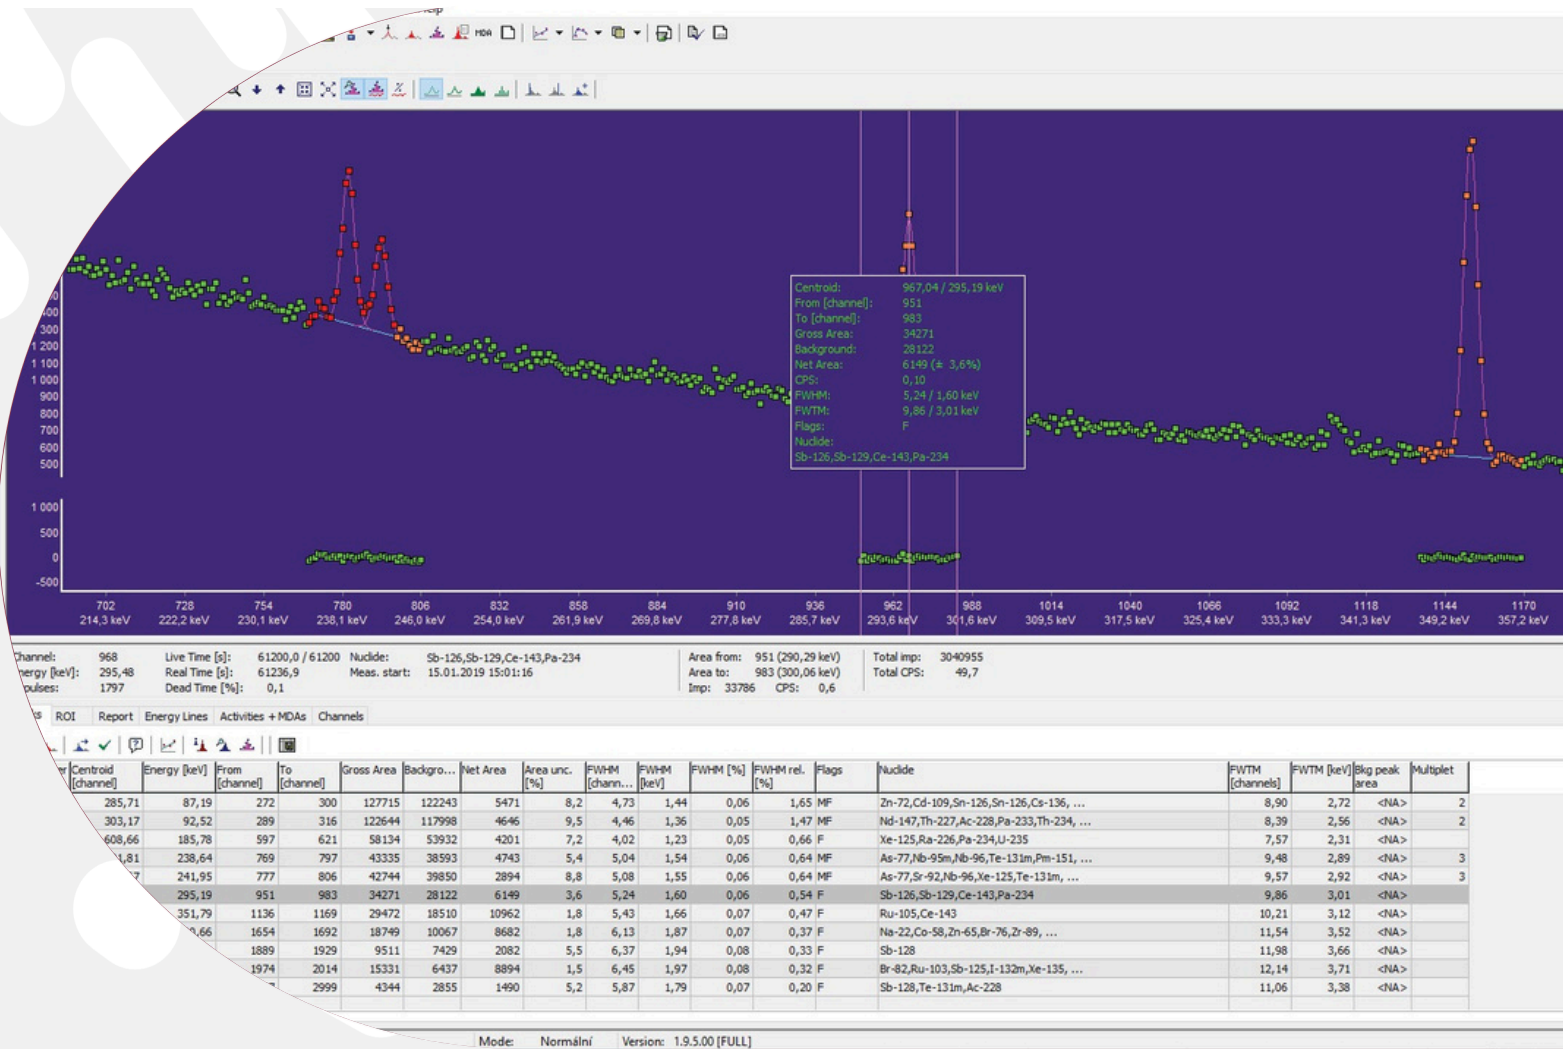 MDA
400
300
1 200
1 100
1 000
900
800
700
600
500
1 000
500
0
-500
702 728 754 780 806 832 858 884 910 936 962 988 1014 1040 1066 1092 1118 1144 1170
214,3 keV 222,2 keV 230,1 keV 238,1 keV 246,0 keV 254,0 keV 261,9 keV 269,8 keV 277,8 keV 285,7 keV 293,6 keV 301,6 keV 309,5 keV 317,5 keV 325,4 keV 333,3 keV 341,3 keV 349,2 keV 357,2 keV
Centroid: 967,04 / 295,19 keV
From [channel]: 951
To [channel]: 983
Gross Area: 34271
Background: 28122
Net Area: 6149 (± 3,6%)
CPS: 0,10
FWHM: 5,24 / 1,60 keV
FWTM: 9,86 / 3,01 keV
Flags: F
Nuclide:
Sb-126,Sb-129,Ce-143,Pa-234
Channel: 968 Live Time [s]: 61200,0 / 61200 Nuclide: Sb-126,Sb-129,Ce-143,Pa-234 Area from: 951 (290,29 keV) Total imp: 3040955
nergy [keV]: 295,48 Real Time [s]: 61236,9 Meas. start: 15.01.2019 15:01:16 Area to: 983 (300,06 keV) Total CPS: 49,7
pulses: 1797 Dead Time [%]: 0,1 Imp: 33786 CPS: 0,6
ks ROI Report Energy Lines Activities + MDAs Channels
er Centroid [channel] Energy [keV] From [channel] To [channel] Gross Area Backgro... Net Area Area unc. [%] FWHM [chann... FWHM [keV] FWHM [%] FWHM rel. [%] Flags Nuclide FWTM [channels] FWTM [keV] Bkg peak area Multiplet
285,71 87,19 272 300 127715 122243 5471 8,2 4,73 1,44 0,06 1,65 MF Zn-72,Cd-109,Sn-126,Sn-126,Cs-136, ... 8,90 2,72 <NA> 2
303,17 92,52 289 316 122644 117998 4646 9,5 4,46 1,36 0,05 1,47 MF Nd-147,Th-227,Ac-228,Pa-233,Th-234, ... 8,39 2,56 <NA> 2
608,66 185,78 597 621 58134 53932 4201 7,2 4,02 1,23 0,05 0,66 F Xe-125,Ra-226,Pa-234,U-235 7,57 2,31 <NA>
1,81 238,64 769 797 43335 38593 4743 5,4 5,04 1,54 0,06 0,64 MF As-77,Nb-95m,Nb-96,Te-131m,Pm-151, ... 9,48 2,89 <NA> 3
7 241,95 777 806 42744 39850 2894 8,8 5,08 1,55 0,06 0,64 MF As-77,Sr-92,Nb-96,Xe-125,Te-131m, ... 9,57 2,92 <NA> 3
295,19 951 983 34271 28122 6149 3,6 5,24 1,60 0,06 0,54 F Sb-126,Sb-129,Ce-143,Pa-234 9,86 3,01 <NA>
351,79 1136 1169 29472 18510 10962 1,8 5,43 1,66 0,07 0,47 F Ru-105,Ce-143 10,21 3,12 <NA>
,66 1654 1692 18749 10067 8682 1,8 6,13 1,87 0,07 0,37 F Na-22,Co-58,Zn-65,Br-76,Zr-89, ... 11,54 3,52 <NA>
1889 1929 9511 7429 2082 5,5 6,37 1,94 0,08 0,33 F Sb-128 11,98 3,66 <NA>
1974 2014 15331 6437 8894 1,5 6,45 1,97 0,08 0,32 F Br-82,Ru-103,Sb-125,I-132m,Xe-135, ... 12,14 3,71 <NA>
2999 4344 2855 1490 5,2 5,87 1,79 0,07 0,20 F Sb-128,Te-131m,Ac-228 11,06 3,38 <NA>
Mode: Normální Version: 1.9.5.00 [FULL]